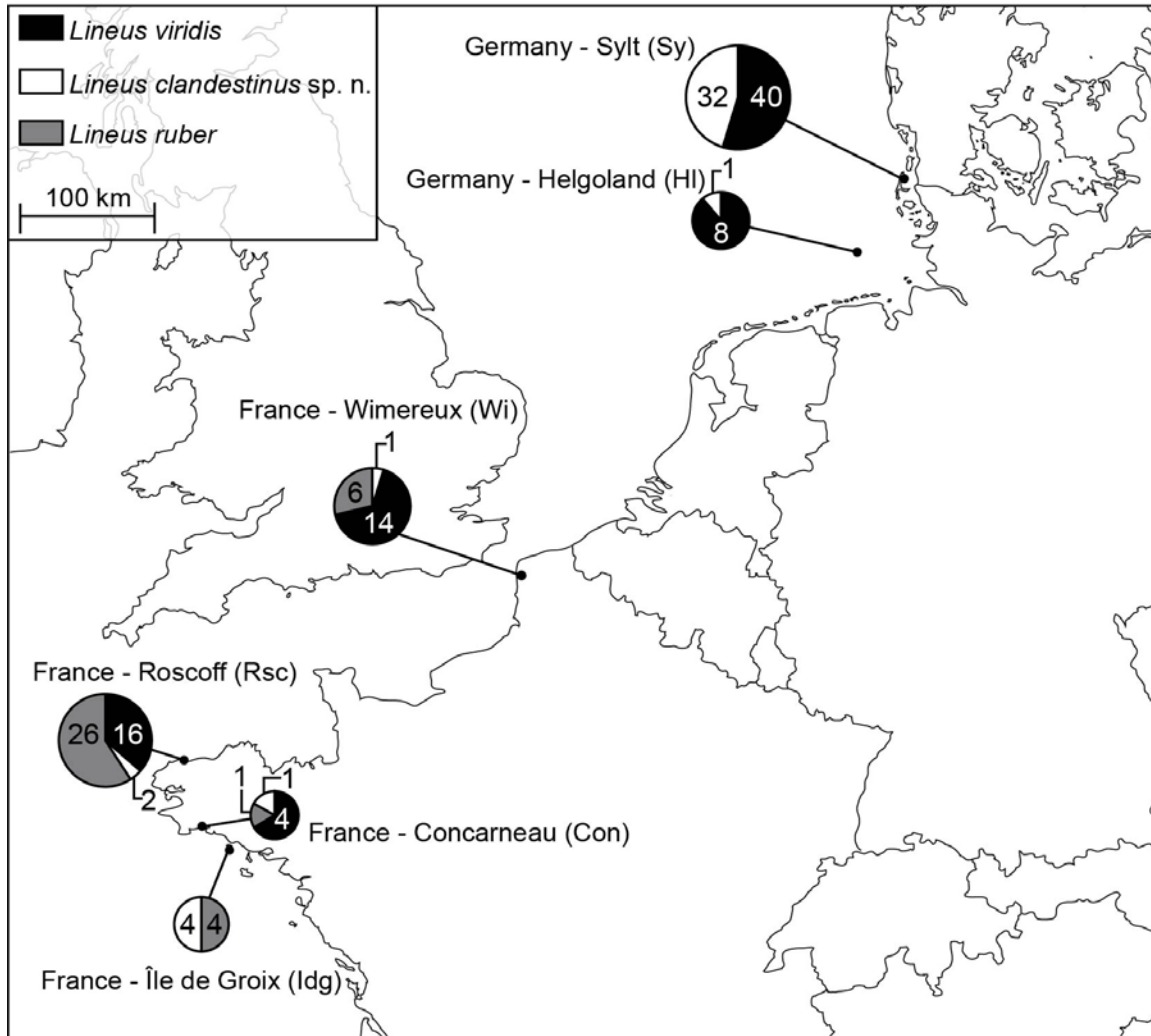 Lineus viridis
Lineus clandestinus sp. n.
Lineus ruber
100 km
Germany - Sylt (Sy)
32
40
Germany - Helgoland (Hl)
1
8
France - Wimereux (Wi)
1
6
14
France - Roscoff (Rsc)
26
16
2
1
1
4
France - Concarneau (Con)
4
4
France - Île de Groix (Idg)